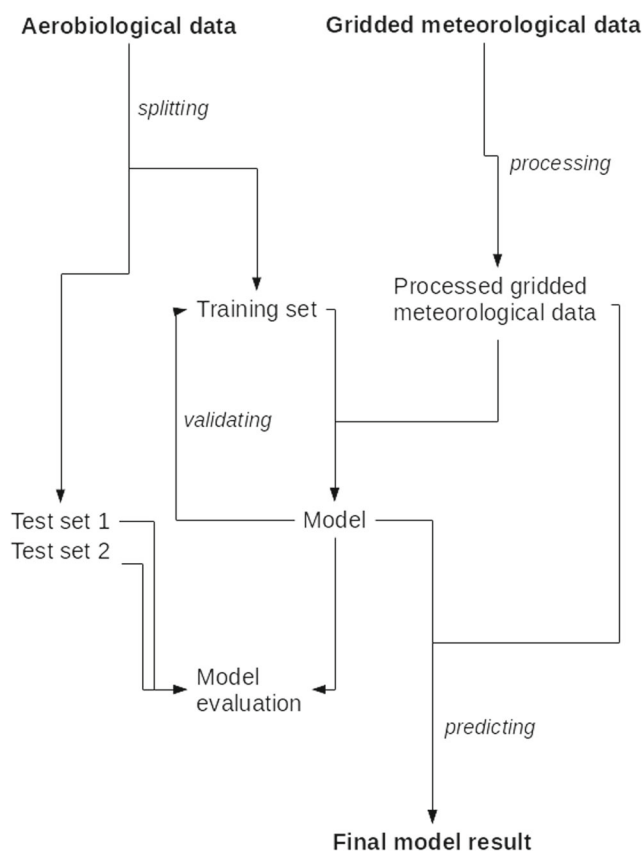 Aerobiological data
Gridded meteorological data
splitting
processing
Processed gridded
meteorological data
Training set
validating
Test set 1
Model
Test set 2
Model
evaluation
predicting
Final model result